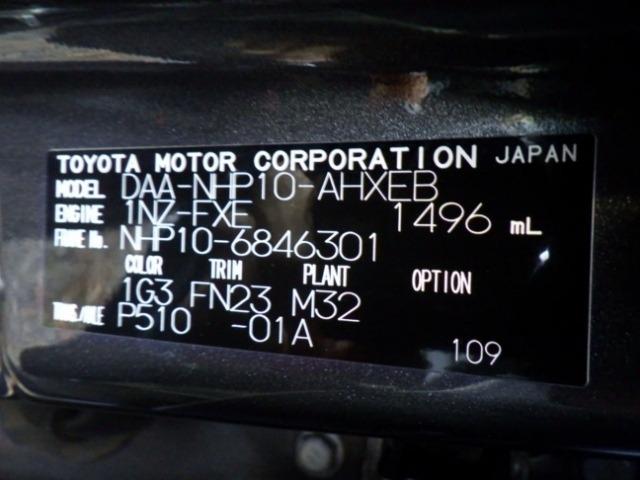 TOYOTA MOTOR CORPORATION JAPAN
MODEL DAA-NHP10-AHXEB
ENGINE 1NZ-FXE 1496 mL
FRAME No. NHP10-6846301
COLOR TRIM PLANT OPTION
1G3 FN23 M32
TRANS/AXLE P510 -01A
109